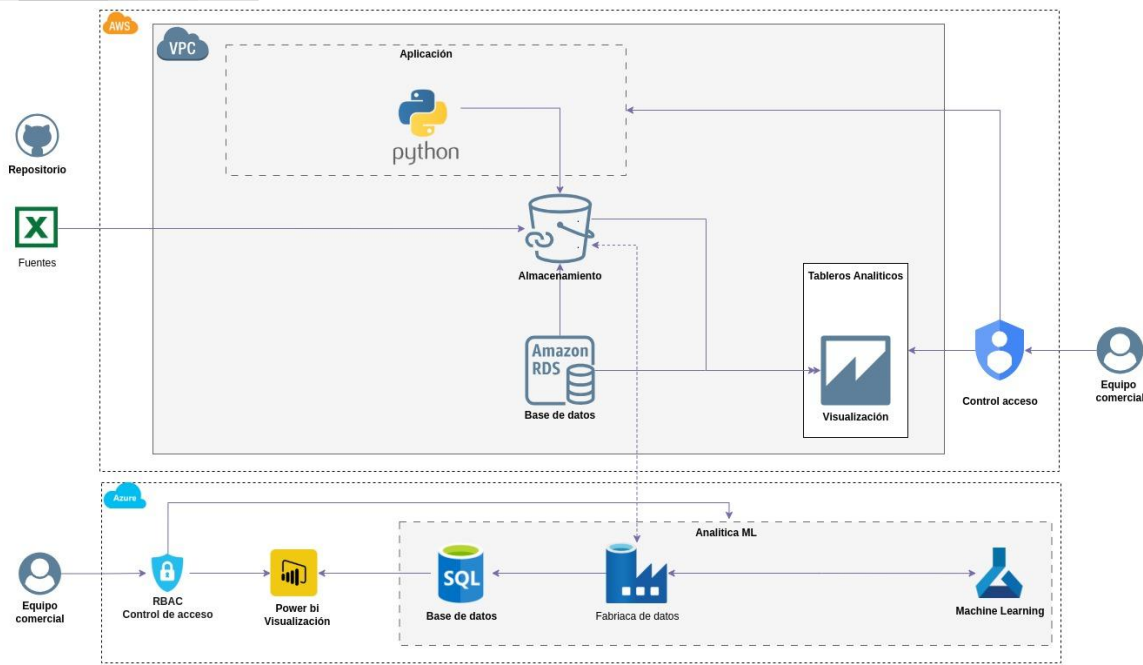 AWS
VPC
Aplicación
python
Repositorio
Fuentes
Almacenamiento
Tableros Analiticos
Amazon
RDS
Base de datos
Visualización
Control acceso
Equipo
comercial
Azure
Analitica ML
Equipo
comercial
RBAC
Control de acceso
Power bi
Visualización
SQL
Base de datos
Fabriaca de datos
Machine Learning